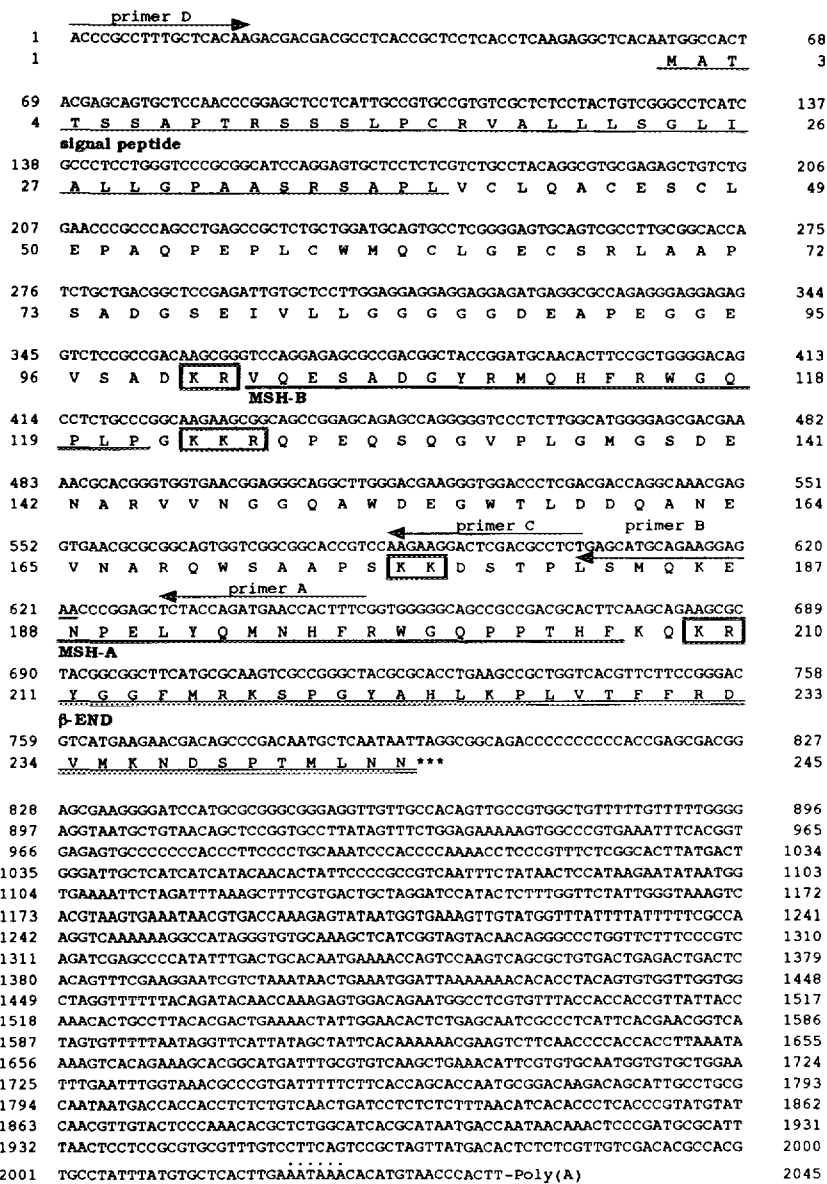 primer D
1 ACCCGCCTTTGCTCACAAGACGACGACGCCTCACCGCTCCTCACCTCAAGAGGCTCACAATGGCCACT 68
1 M A T 3
69 ACGAGCAGTGCTCCAACCCGGAGCTCCTCATTGCCGTGCCGTGTCGCTCTCCTACTGTCGGGCCTCATC 137
4 T S S A P T R S S S L P C R V A L L L S G L I 26
signal peptide
138 GCCCTCCTGGGTCCCGCGGCATCCAGGAGTGCTCCTCTCGTCTGCCTACAGGCGTGCGAGAGCTGTCTG 206
27 A L L G P A A S R S A P L V C L Q A C E S C L 49
207 GAACCCGCCCAGCCTGAGCCGCTCTGCTGGATGCAGTGCCTCGGGGAGTGCAGTCGCCTTGCGGCACCA 275
50 E P A Q P E P L C W M Q C L G E C S R L A A P 72
276 TCTGCTGACGGCTCCGAGATTGTGCTCCTTGGAGGAGGAGGAGGAGATGAGGCGCCAGAGGGAGGAGAG 344
73 S A D G S E I V L L G G G G G D E A P E G G E 95
345 GTCTCCGCCGACAAGCGGGTCCAGGAGAGCGCCGACGGCTACCGGATGCAACACTTCCGCTGGGGACAG 413
96 V S A D K R V Q E S A D G Y R M Q H F R W G Q 118
MSH-B
414 CCTCTGCCCGGCAAGAAGCGGCAGCCGGAGCAGAGCCAGGGGGTCCCTCTTGGCATGGGGAGCGACGAA 482
119 P L P G K K R Q P E Q S Q G V P L G M G S D E 141
483 AACGCACGGGTGGTGAACGGAGGGCAGGCTTGGGACGAAGGGTGGACCCTCGACGACCAGGCAAACGAG 551
142 N A R V V N G G Q A W D E G W T L D D Q A N E 164
primer C primer B
552 GTGAACGCGCGGCAGTGGTCGGCGGCACCGTCCAAGAAGGACTCGACGCCTCTGAGCATGCAGAAGGAG 620
165 V N A R Q W S A A P S K K D S T P L S M Q K E 187
primer A
621 AACCCGGAGCTCTACCAGATGAACCACTTTCGGTGGGGGCAGCCGCCGACGCACTTCAAGCAGAAGCGC 689
188 N P E L Y Q M N H F R W G Q P P T H F K Q K R 210
MSH-A
690 TACGGCGGCTTCATGCGCAAGTCGCCGGGCTACGCGCACCTGAAGCCGCTGGTCACGTTCTTCCGGGAC 758
211 Y G G F M R K S P G Y A H L K P L V T F F R D 233
β-END
759 GTCATGAAGAACGACAGCCCGACAATGCTCAATAATTAGGCGGCAGACCCCCCCCCCACCGAGCGACGG 827
234 V M K N D S P T M L N N *** 245
828 AGCGAAGGGGATCCATGCGCGGGCGGGAGGTTGTTGCCACAGTTGCCGTGGCTGTTTTTGTTTTTGGGG 896
897 AGGTAATGCTGTAACAGCTCCGGTGCCTTATAGTTTCTGGAGAAAAAGTGGCCCGTGAAATTTCACGGT 965
966 GAGAGTGCCCCCCCACCCTTCCCCTGCAAATCCCACCCCAAAACCTCCCGTTTCTCGGCACTTATGACT 1034
1035 GGGATTGCTCATCATCATACAACACTATTCCCCGCCGTCAATTTCTATAACTCCATAAGAATATAATGG 1103
1104 TGAAAATTCTAGATTTAAAGCTTTCGTGACTGCTAGGATCCATACTCTTTGGTTCTATTGGGTAAAGTC 1172
1173 ACGTAAGTGAAATAACGTGACCAAAGAGTATAATGGTGAAAGTTGTATGGTTTATTTTATTTTTCGCCA 1241
1242 AGGTCAAAAAAGGCCATAGGGTGTGCAAAGCTCATCGGTAGTACAACAGGGCCCTGGTTCTTTCCCGTC 1310
1311 AGATCGAGCCCCATATTTGACTGCACAATGAAAACCAGTCCAAGTCAGCGCTGTGACTGAGACTGACTC 1379
1380 ACAGTTTCGAAGGAATCGTCTAAATAACTGAAATGGATTAAAAAAACACACCTACAGTGTGGTTGGTGG 1448
1449 CTAGGTTTTTTACAGATACAACCAAAGAGTGGACAGAATGGCCTCGTGTTTACCACCACCGTTATTACC 1517
1518 AAACACTGCCTTACACGACTGAAAACTATTGGAACACTCTGAGCAATCGCCCTCATTCACGAACGGTCA 1586
1587 TAGTGTTTTTAATAGGTTCATTATAGCTATTCACAAAAAACGAAGTCTTCAACCCCACCACCTTAAATA 1655
1656 AAAGTCACAGAAAGCACGGCATGATTTGCGTGTCAAGCTGAAACATTCGTGTGCAATGGTGTGCTGGAA 1724
1725 TTTGAATTTGGTAAACGCCCGTGATTTTTCTTCACCAGCACCAATGCGGACAAGACAGCATTGCCTGCG 1793
1794 CAATAATGACCACCACCTCTCTGTCAACTGATCCTCTCTCTTTAACATCACACCCTCACCCGTATGTAT 1862
1863 CAACGTTGTACTCCCAAACACGCTCTGGCATCACGCATAATGACCAATAACAAACTCCCGATGCGCATT 1931
1932 TAACTCCTCCGCGTGCGTTTGTCCTTCAGTCCGCTAGTTATGACACTCTCTCGTTGTCGACACGCCACG 2000
2001 TGCCTATTTATGTGCTCACTTGAAATAAACACATGTAACCCACTT-Poly(A) 2045